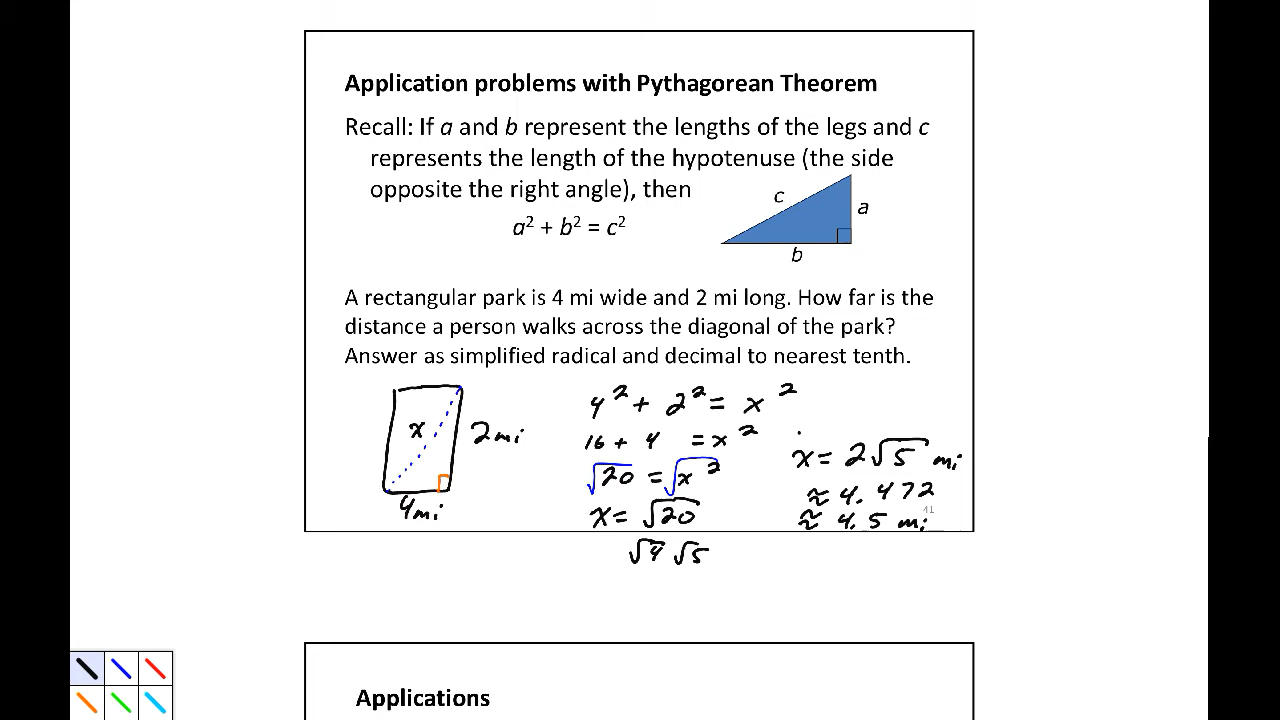 Application problems with Pythagorean Theorem
Recall: If a and b represent the lengths of the legs and c
represents the length of the hypotenuse (the side
opposite the right angle), then
a² + b² = c²
c
a
b
A rectangular park is 4 mi wide and 2 mi long. How far is the
distance a person walks across the diagonal of the park?
Answer as simplified radical and decimal to nearest tenth.
x
2mi
4mi
4² + 2² = x²
16 + 4 = x²
√20 = √x²
x = √20
√4 √5
x = 2√5 mi
≈ 4.472
≈ 4.5 mi
41
Applications